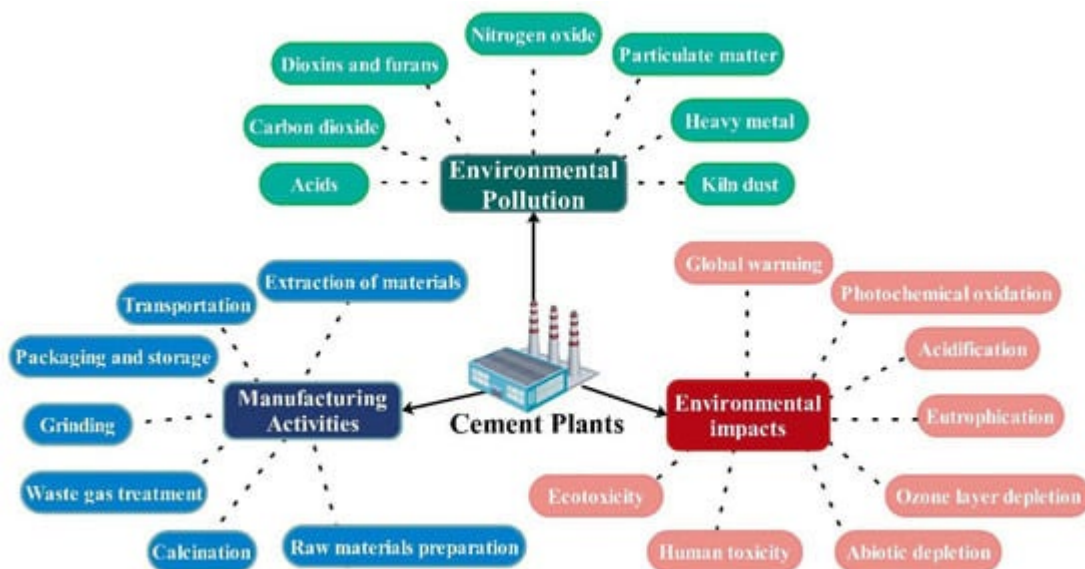 Nitrogen oxide
Dioxins and furans
Particulate matter
Carbon dioxide
Heavy metal
Acids
Environmental
Pollution
Kiln dust
Extraction of materials
Global warming
Transportation
Photochemical oxidation
Packaging and storage
Acidification
Manufacturing
Activities
Cement Plants
Environmental
impacts
Grinding
Eutrophication
Waste gas treatment
Ecotoxicity
Ozone layer depletion
Calcination
Raw materials preparation
Human toxicity
Abiotic depletion